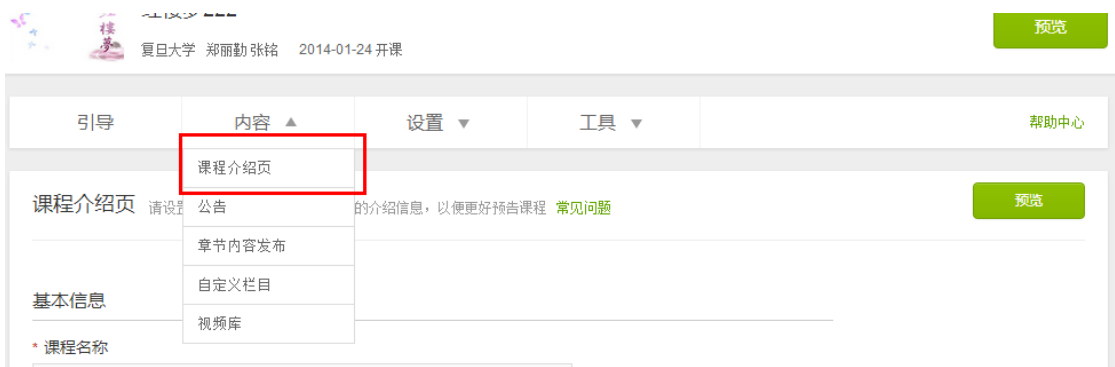 樓
夢
预览
复旦大学 郑丽勤 张铭 2014-01-24 开课
引导 内容 ▲ 设置 ▼ 工具 ▼ 帮助中心
课程介绍页
课程介绍页 请设 的介绍信息，以便更好预告课程 常见问题 预览
公告
章节内容发布
自定义栏目
基本信息
视频库
* 课程名称